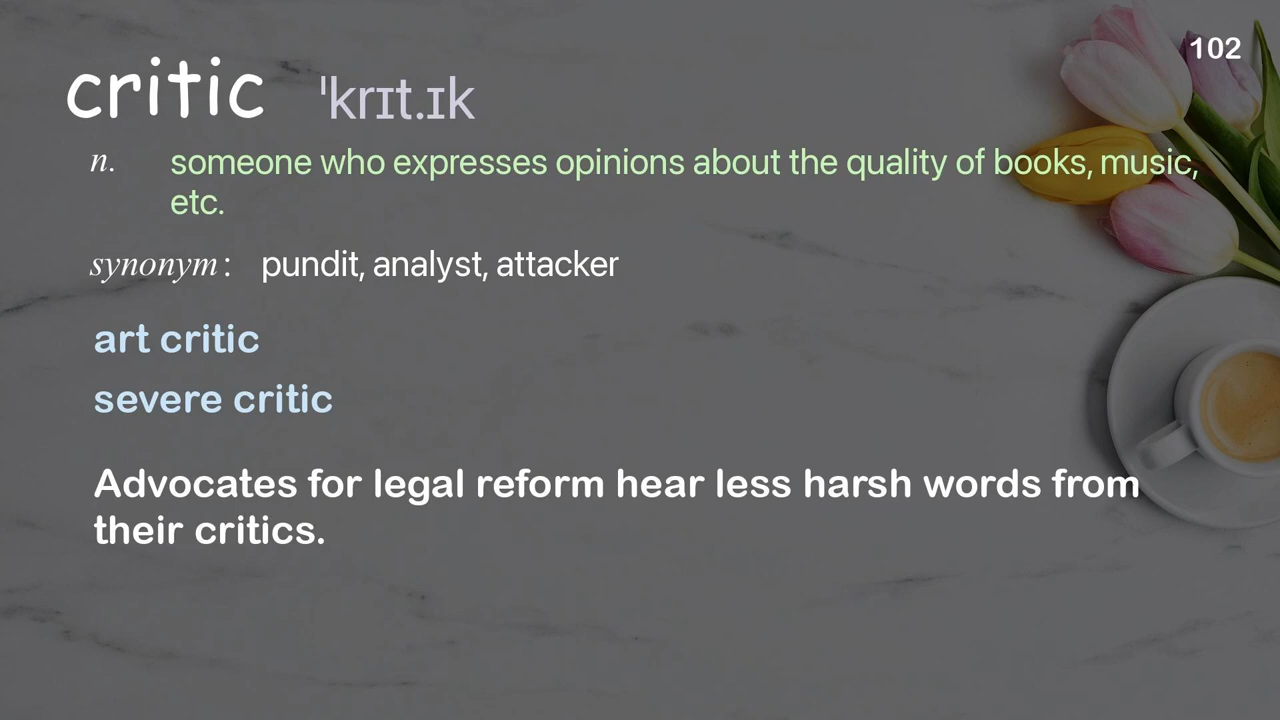 102
critic ˈkrɪt.ɪk
n. someone who expresses opinions about the quality of books, music,
etc.
synonym: pundit, analyst, attacker
art critic
severe critic
Advocates for legal reform hear less harsh words from
their critics.